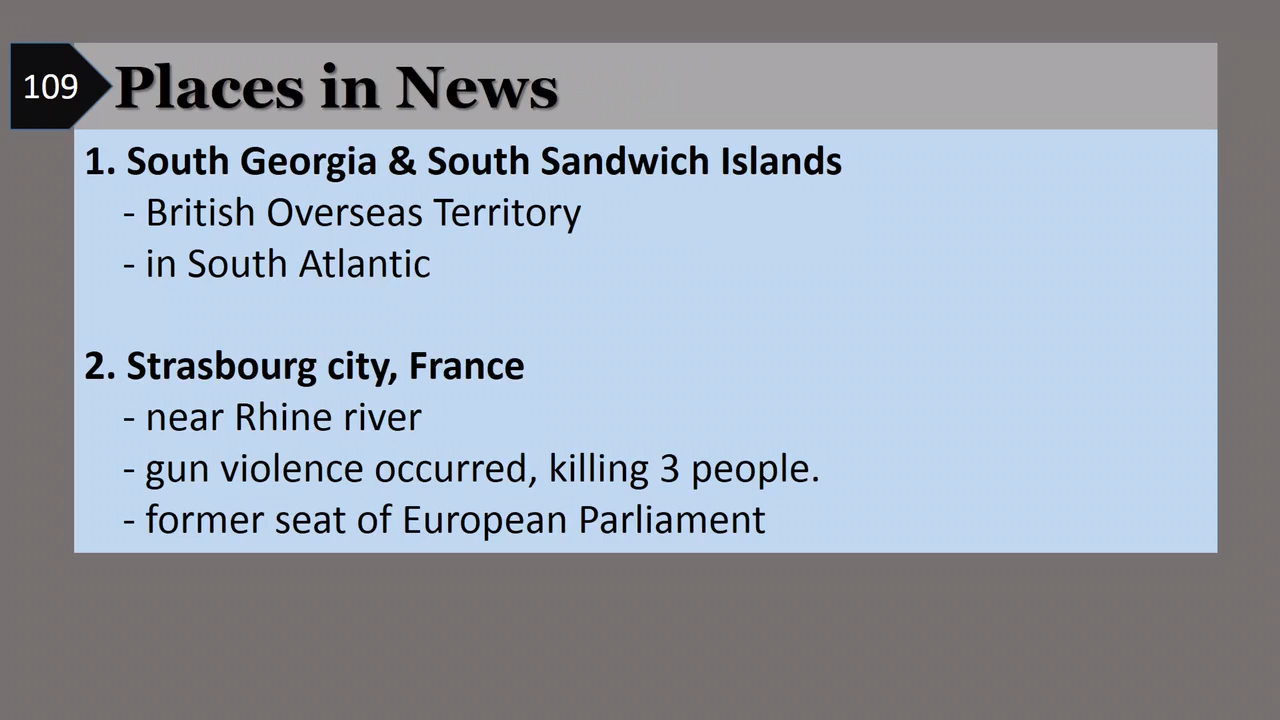 109
Places in News
1. South Georgia & South Sandwich Islands
- British Overseas Territory
- in South Atlantic
2. Strasbourg city, France
- near Rhine river
- gun violence occurred, killing 3 people.
- former seat of European Parliament